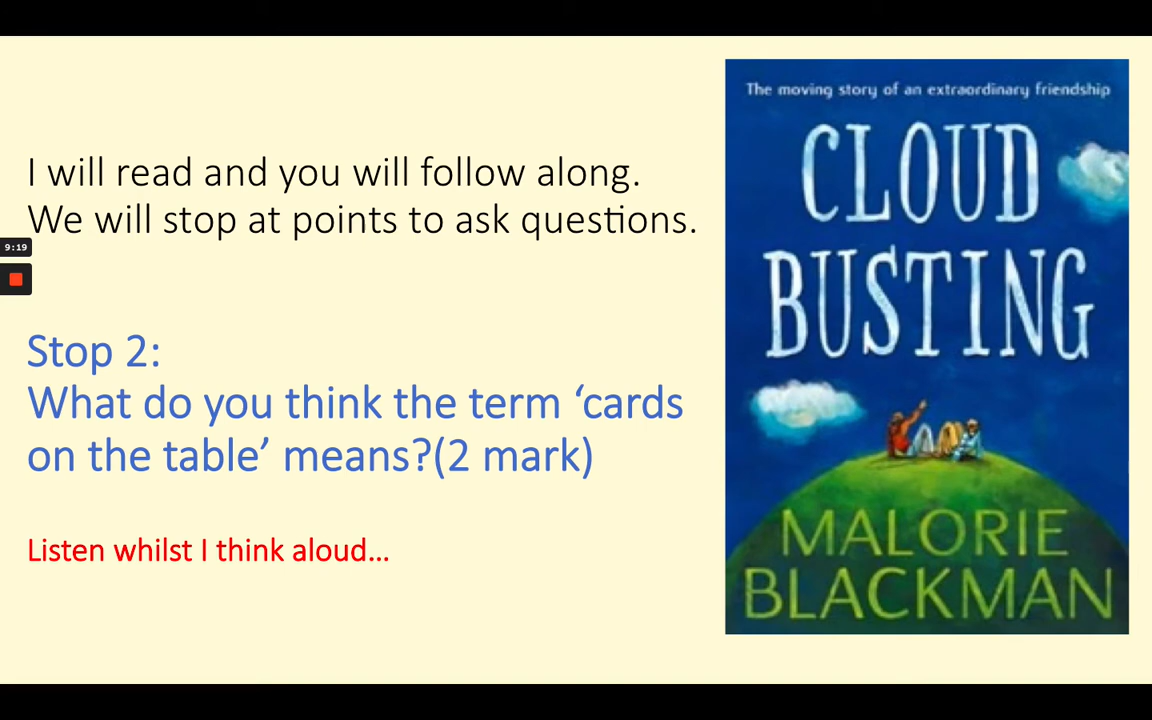 I will read and you will follow along.
We will stop at points to ask questions.
9:19
Stop 2:
What do you think the term ‘cards
on the table’ means?(2 mark)
Listen whilst I think aloud…
The moving story of an extraordinary friendship
CLOUD
BUSTING
MALORIE
BLACKMAN